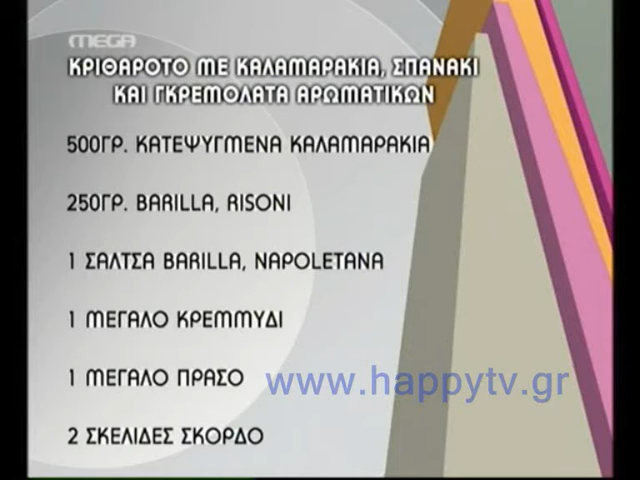 MEGA
ΚΡΙΘΑΡΟΤΟ ΜΕ ΚΑΛΑΜΑΡΑΚΙΑ, ΣΠΑΝΑΚΙ
ΚΑΙ ΓΚΡΕΜΟΛΑΤΑ ΑΡΩΜΑΤΙΚΩΝ
500ΓΡ. ΚΑΤΕΨΥΓΜΕΝΑ ΚΑΛΑΜΑΡΑΚΙΑ
250ΓΡ. BARILLA, RISONI
1 ΣΑΛΤΣΑ BARILLA, NAPOLETANA
1 ΜΕΓΑΛΟ ΚΡΕΜΜΥΔΙ
1 ΜΕΓΑΛΟ ΠΡΑΣΟ
www.happytv.gr
2 ΣΚΕΛΙΔΕΣ ΣΚΟΡΔΟ